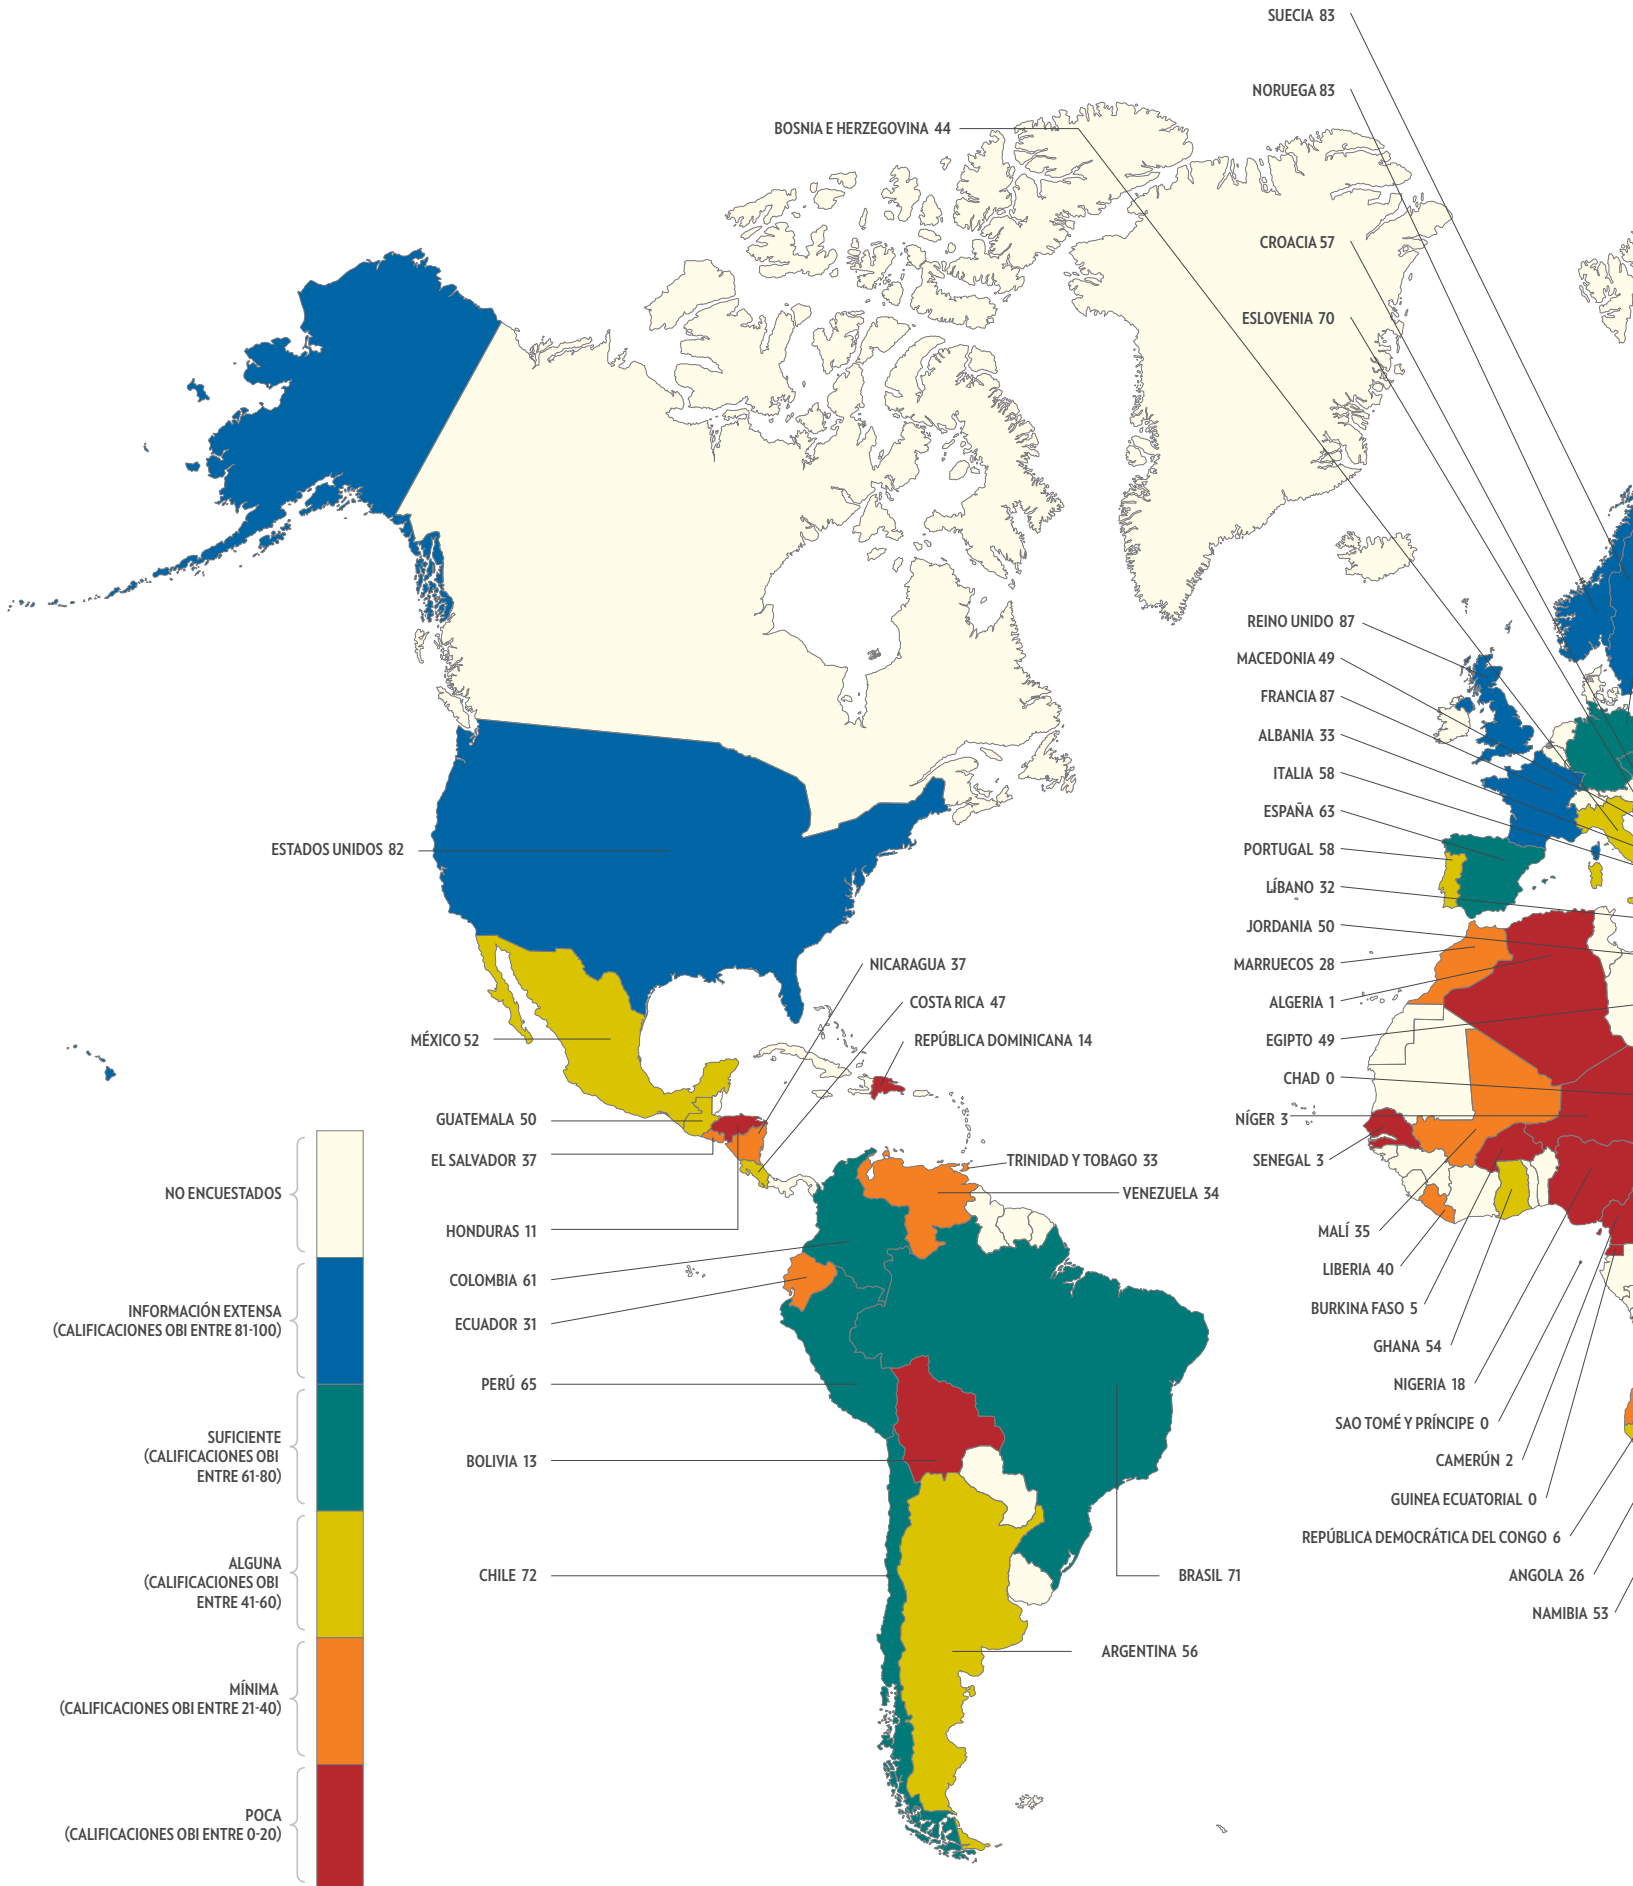 SUECIA 83
NORUEGA 83
BOSNIA E HERZEGOVINA 44
CROACIA 57
ESLOVENIA 70
REINO UNIDO 87
MACEDONIA 49
FRANCIA 87
ALBANIA 33
ITALIA 58
ESPAÑA 63
PORTUGAL 58
LÍBANO 32
JORDANIA 50
MARRUECOS 28
ALGERIA 1
EGIPTO 49
CHAD 0
NÍGER 3
SENEGAL 3
MALÍ 35
LIBERIA 40
BURKINA FASO 5
GHANA 54
NIGERIA 18
SAO TOMÉ Y PRÍNCIPE 0
CAMERÚN 2
GUINEA ECUATORIAL 0
REPÚBLICA DEMOCRÁTICA DEL CONGO 6
ANGOLA 26
NAMIBIA 53
ESTADOS UNIDOS 82
NICARAGUA 37
COSTA RICA 47
REPÚBLICA DOMINICANA 14
MÉXICO 52
GUATEMALA 50
EL SALVADOR 37
TRINIDAD Y TOBAGO 33
VENEZUELA 34
HONDURAS 11
COLOMBIA 61
ECUADOR 31
PERÚ 65
BOLIVIA 13
CHILE 72
BRASIL 71
ARGENTINA 56
NO ENCUESTADOS
INFORMACIÓN EXTENSA
(CALIFICACIONES OBI ENTRE 81-100)
SUFICIENTE
(CALIFICACIONES OBI
ENTRE 61-80)
ALGUNA
(CALIFICACIONES OBI
ENTRE 41-60)
MÍNIMA
(CALIFICACIONES OBI ENTRE 21-40)
POCA
(CALIFICACIONES OBI ENTRE 0-20)